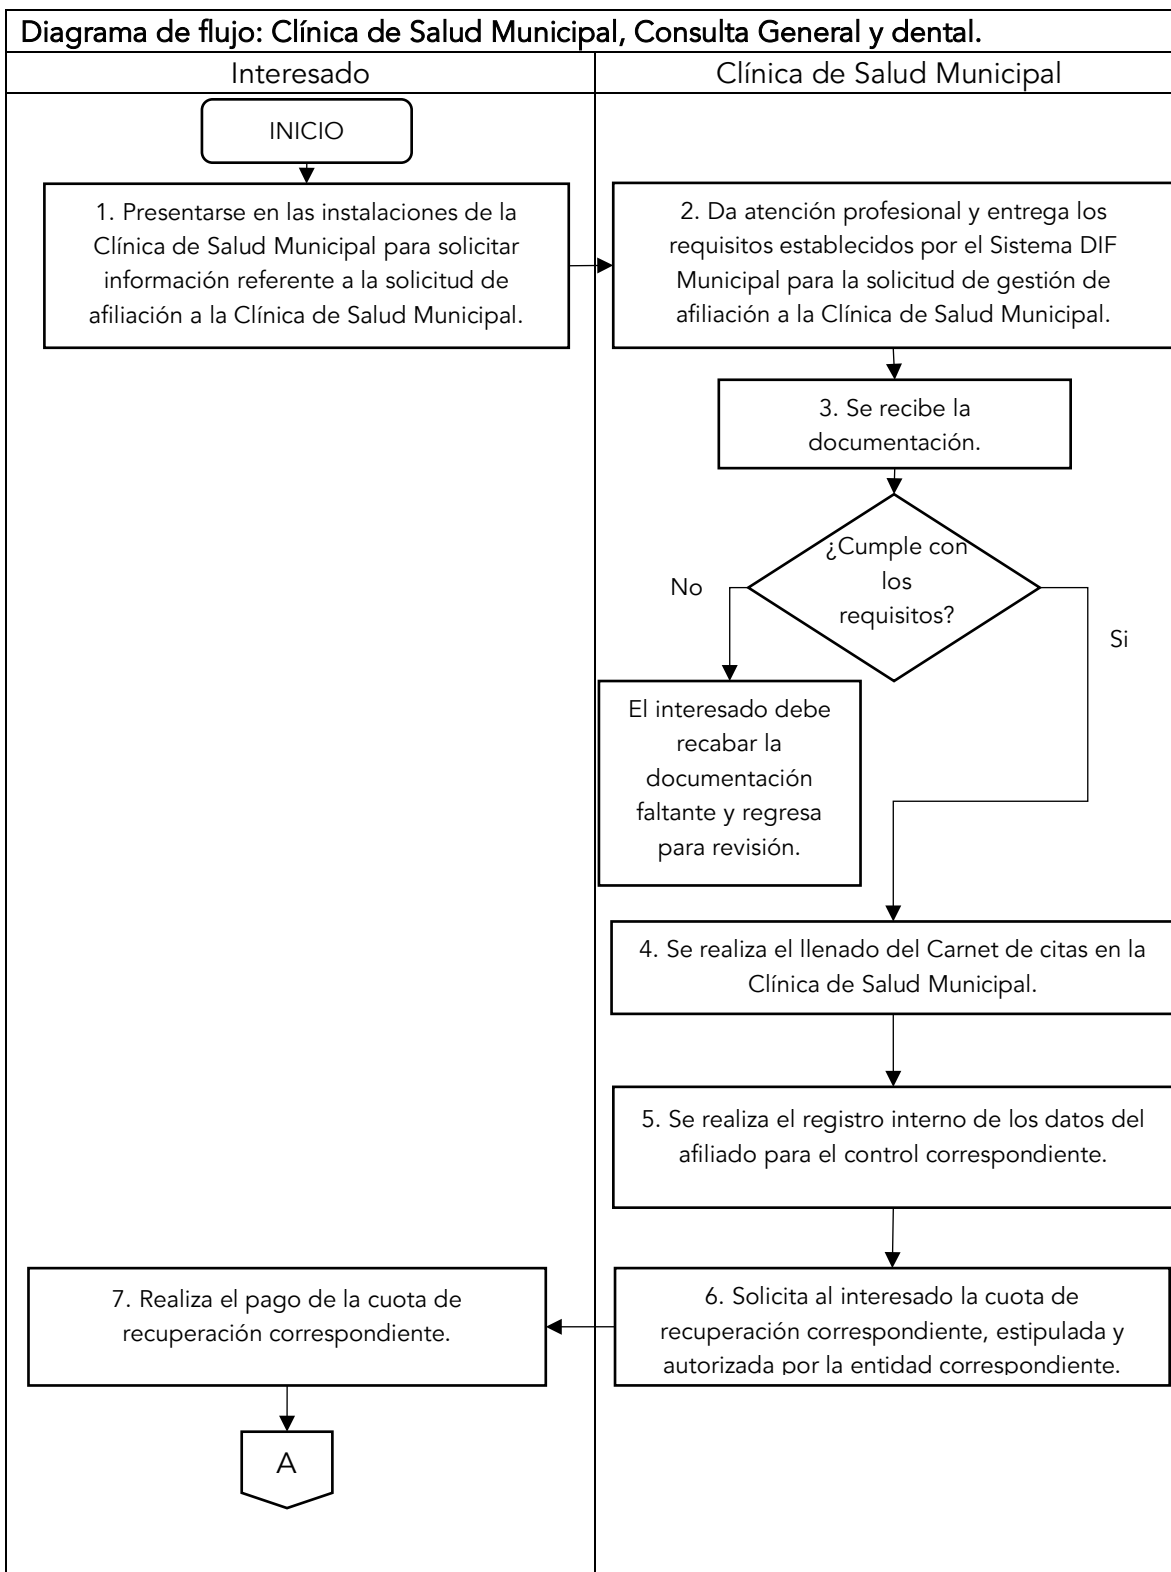 Diagrama de flujo: Clínica de Salud Municipal, Consulta General y dental.
Interesado
Clínica de Salud Municipal
INICIO
1. Presentarse en las instalaciones de la
Clínica de Salud Municipal para solicitar
información referente a la solicitud de
afiliación a la Clínica de Salud Municipal.
2. Da atención profesional y entrega los
requisitos establecidos por el Sistema DIF
Municipal para la solicitud de gestión de
afiliación a la Clínica de Salud Municipal.
3. Se recibe la
documentación.
¿Cumple con
los
requisitos?
No
Si
El interesado debe
recabar la
documentación
faltante y regresa
para revisión.
4. Se realiza el llenado del Carnet de citas en la
Clínica de Salud Municipal.
5. Se realiza el registro interno de los datos del
afiliado para el control correspondiente.
6. Solicita al interesado la cuota de
recuperación correspondiente, estipulada y
autorizada por la entidad correspondiente.
7. Realiza el pago de la cuota de
recuperación correspondiente.
A